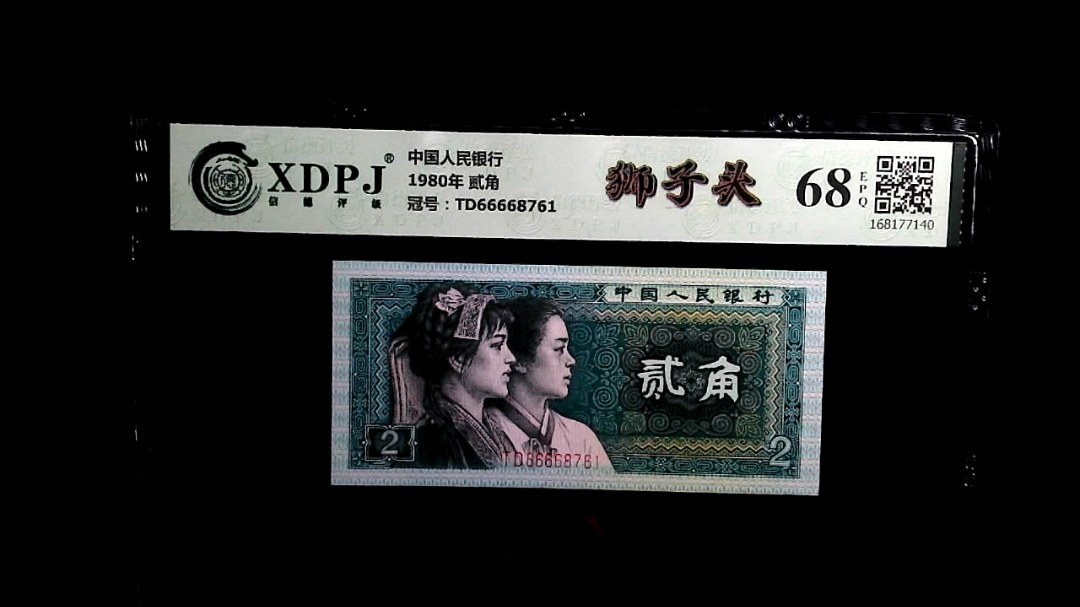 XDPJ®
信德评级
中国人民银行
1980年 贰角
冠号：TD66668761
狮子头
68
EPQ
168177140
中国人民银行
贰角
2
2
TD66668761